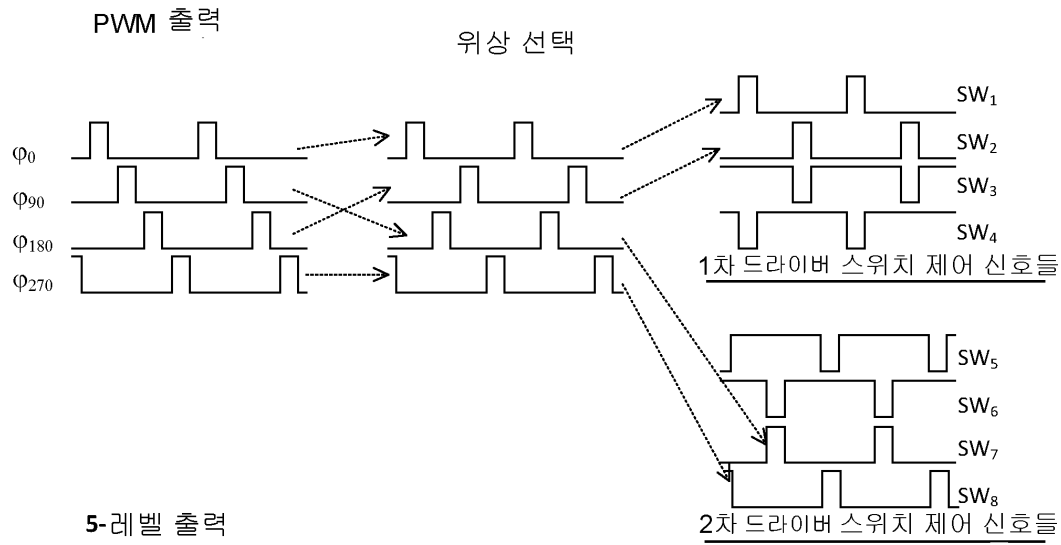 PWM 출력
위상 선택
φ0
φ90
φ180
φ270
SW1
SW2
SW3
SW4
1차 드라이버 스위치 제어 신호들
SW5
SW6
SW7
SW8
2차 드라이버 스위치 제어 신호들
5-레벨 출력